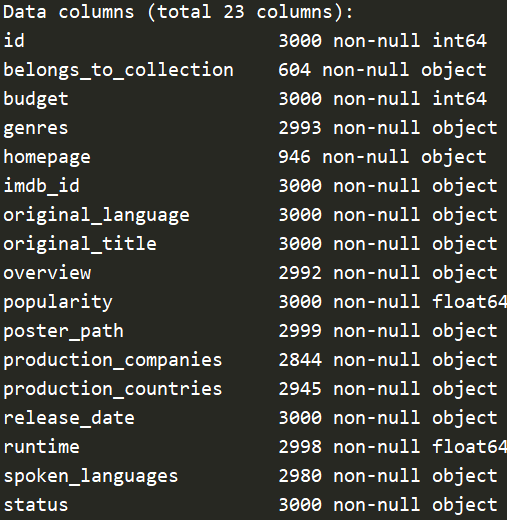 Data columns (total 23 columns):
id 3000 non-null int64
belongs_to_collection 604 non-null object
budget 3000 non-null int64
genres 2993 non-null object
homepage 946 non-null object
imdb_id 3000 non-null object
original_language 3000 non-null object
original_title 3000 non-null object
overview 2992 non-null object
popularity 3000 non-null float64
poster_path 2999 non-null object
production_companies 2844 non-null object
production_countries 2945 non-null object
release_date 3000 non-null object
runtime 2998 non-null float64
spoken_languages 2980 non-null object
status 3000 non-null object